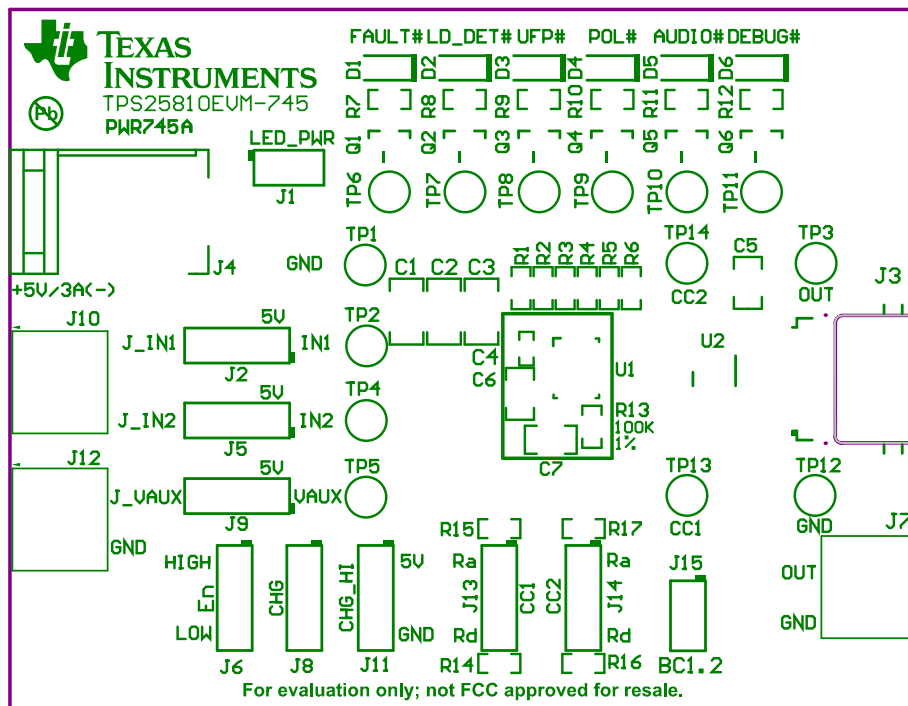 TEXAS
INSTRUMENTS
TPS25810EVM-745
Pb
PWR745A
FAULT# LD_DET# UFP# POL# AUDIO# DEBUG#
D1 D2 D3 D4 D5 D6
R7 R8 R9 R10 R11 R12
Q1 Q2 Q3 Q4 Q5 Q6
TP6 TP7 TP8 TP9 TP10 TP11
LED_PWR
J1
J4
+5V/3A(-)
GND
TP1
C1 C2 C3
R1 R2 R3 R4 R5 R6
TP14
CC2
C5
TP3
OUT
J3
J10
5V
J_IN1 IN1
J2
TP2
C4
C6
U1
U2
J_IN2 IN2
J5
TP4
R13
100K
1%
C7
J12
5V
J_VAUX VAUX
J9
GND
TP5
TP13
CC1
TP12
GND
J7
OUT
GND
HIGH
En
LOW
J6
CHG
J8
CHG_HI
5V
GND
J11
R15
Ra
J13
CC1
Rd
R14
R17
CC2
Ra
J14
Rd
R16
J15
BC1.2
For evaluation only; not FCC approved for resale.